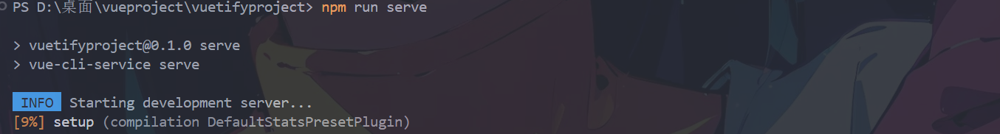 PS D:\桌面\vueproject\vuetifyproject> npm run serve
> vuetifyproject@0.1.0 serve
> vue-cli-service serve
INFO Starting development server...
[9%] setup (compilation DefaultStatsPresetPlugin)